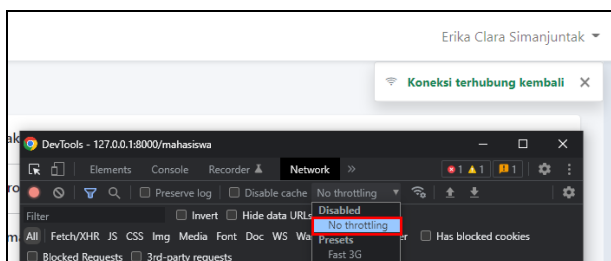 Erika Clara Simanjuntak
Koneksi terhubung kembali
DevTools - 127.0.0.1:8000/mahasiswa
Elements Console Recorder Network » 1 1 1
Preserve log Disable cache No throttling
Filter Invert Hide data URLs Disabled
No throttling
All Fetch/XHR JS CSS Img Media Font Doc WS Presets Has blocked cookies
Blocked Requests 3rd-party requests Fast 3G